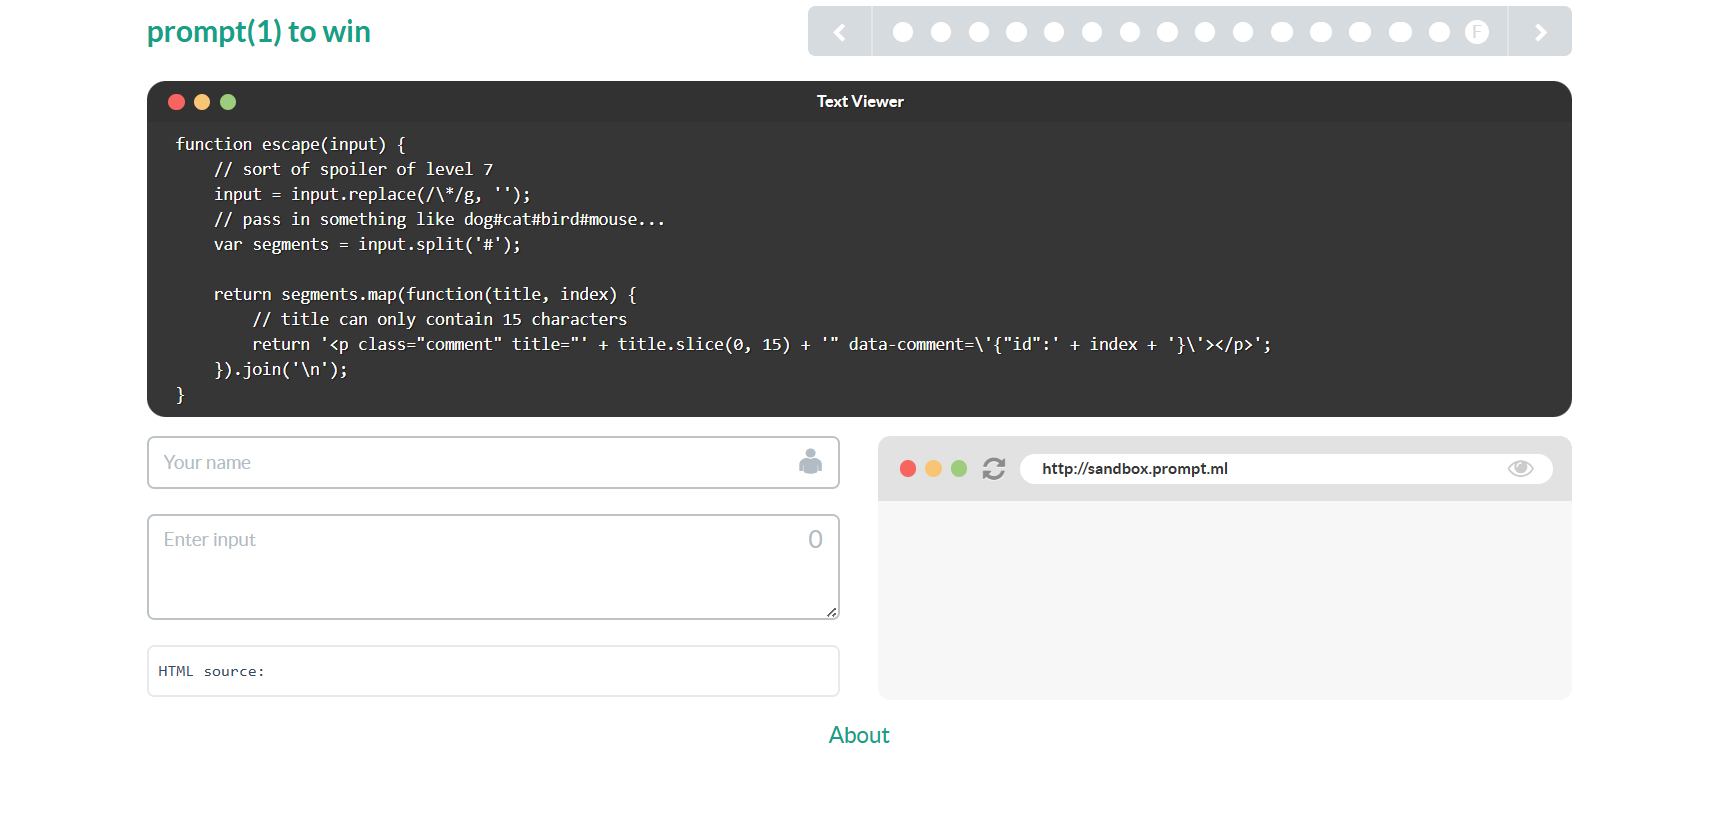 prompt(1) to win
F
Text Viewer
function escape(input) {
    // sort of spoiler of level 7
    input = input.replace(/\*/g, '');
    // pass in something like dog#cat#bird#mouse...
    var segments = input.split('#');

    return segments.map(function(title, index) {
        // title can only contain 15 characters
        return '<p class="comment" title="' + title.slice(0, 15) + '" data-comment=\'{"id":' + index + '}\'></p>';
    }).join('\n');
}
Your name
http://sandbox.prompt.ml
Enter input
0
HTML source:
About